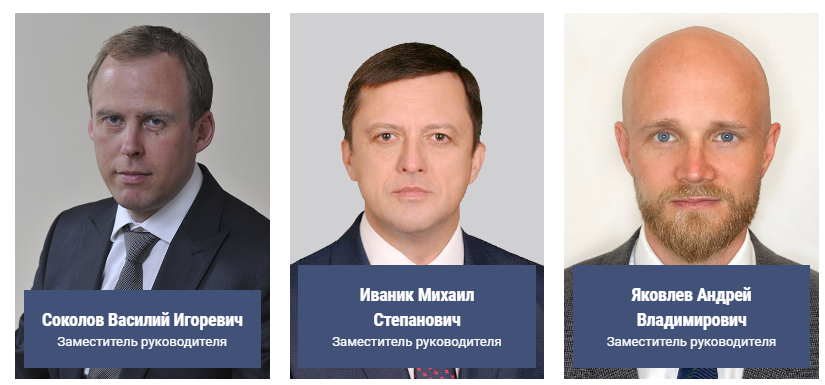 Соколов Василий Игоревич
Заместитель руководителя
Иваник Михаил
Степанович
Заместитель руководителя
Яковлев Андрей
Владимирович
Заместитель руководителя